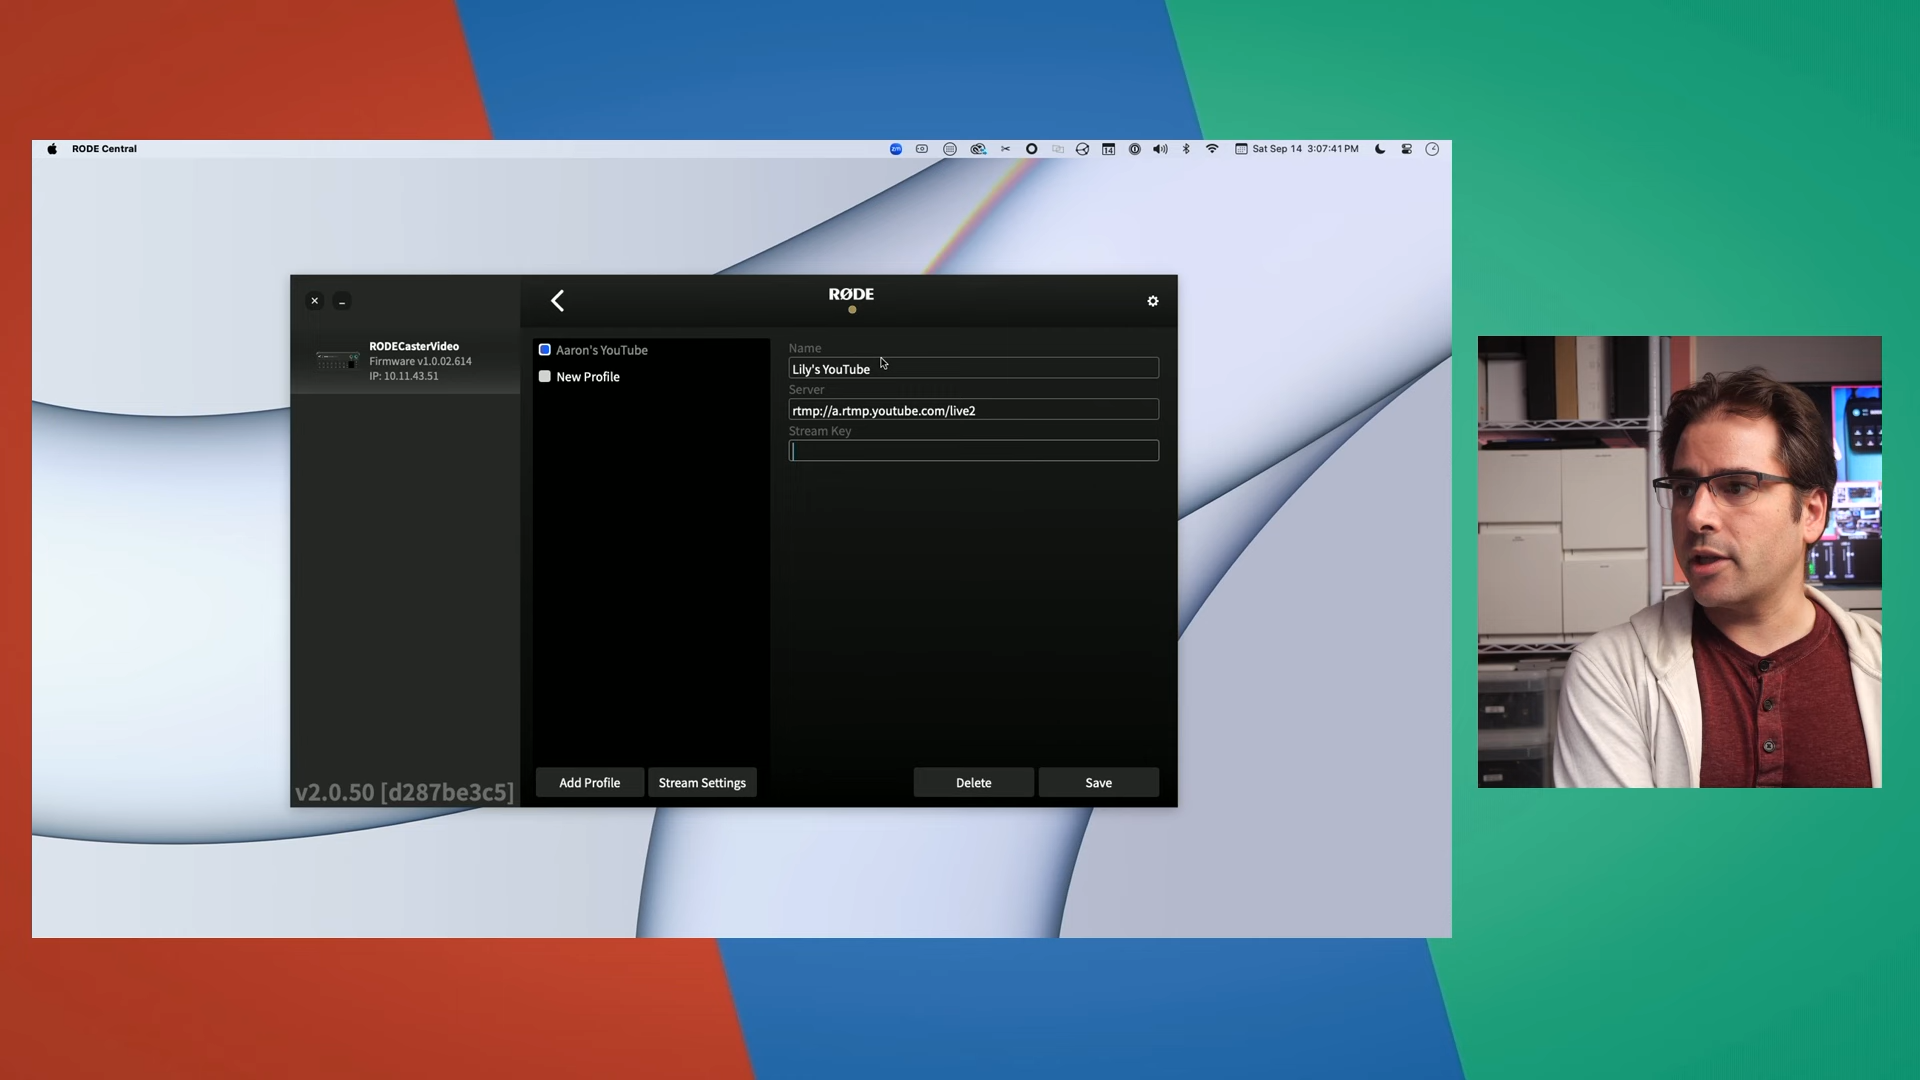 RODE Central
14
Sat Sep 14 3:07:41 PM
RØDE
RODECasterVideo
Firmware v1.0.02.614
IP: 10.11.43.51
Aaron's YouTube
New Profile
Name
Lily's YouTube
Server
rtmp://a.rtmp.youtube.com/live2
Stream Key
Add Profile
Stream Settings
Delete
Save
v2.0.50 [d287be3c5]